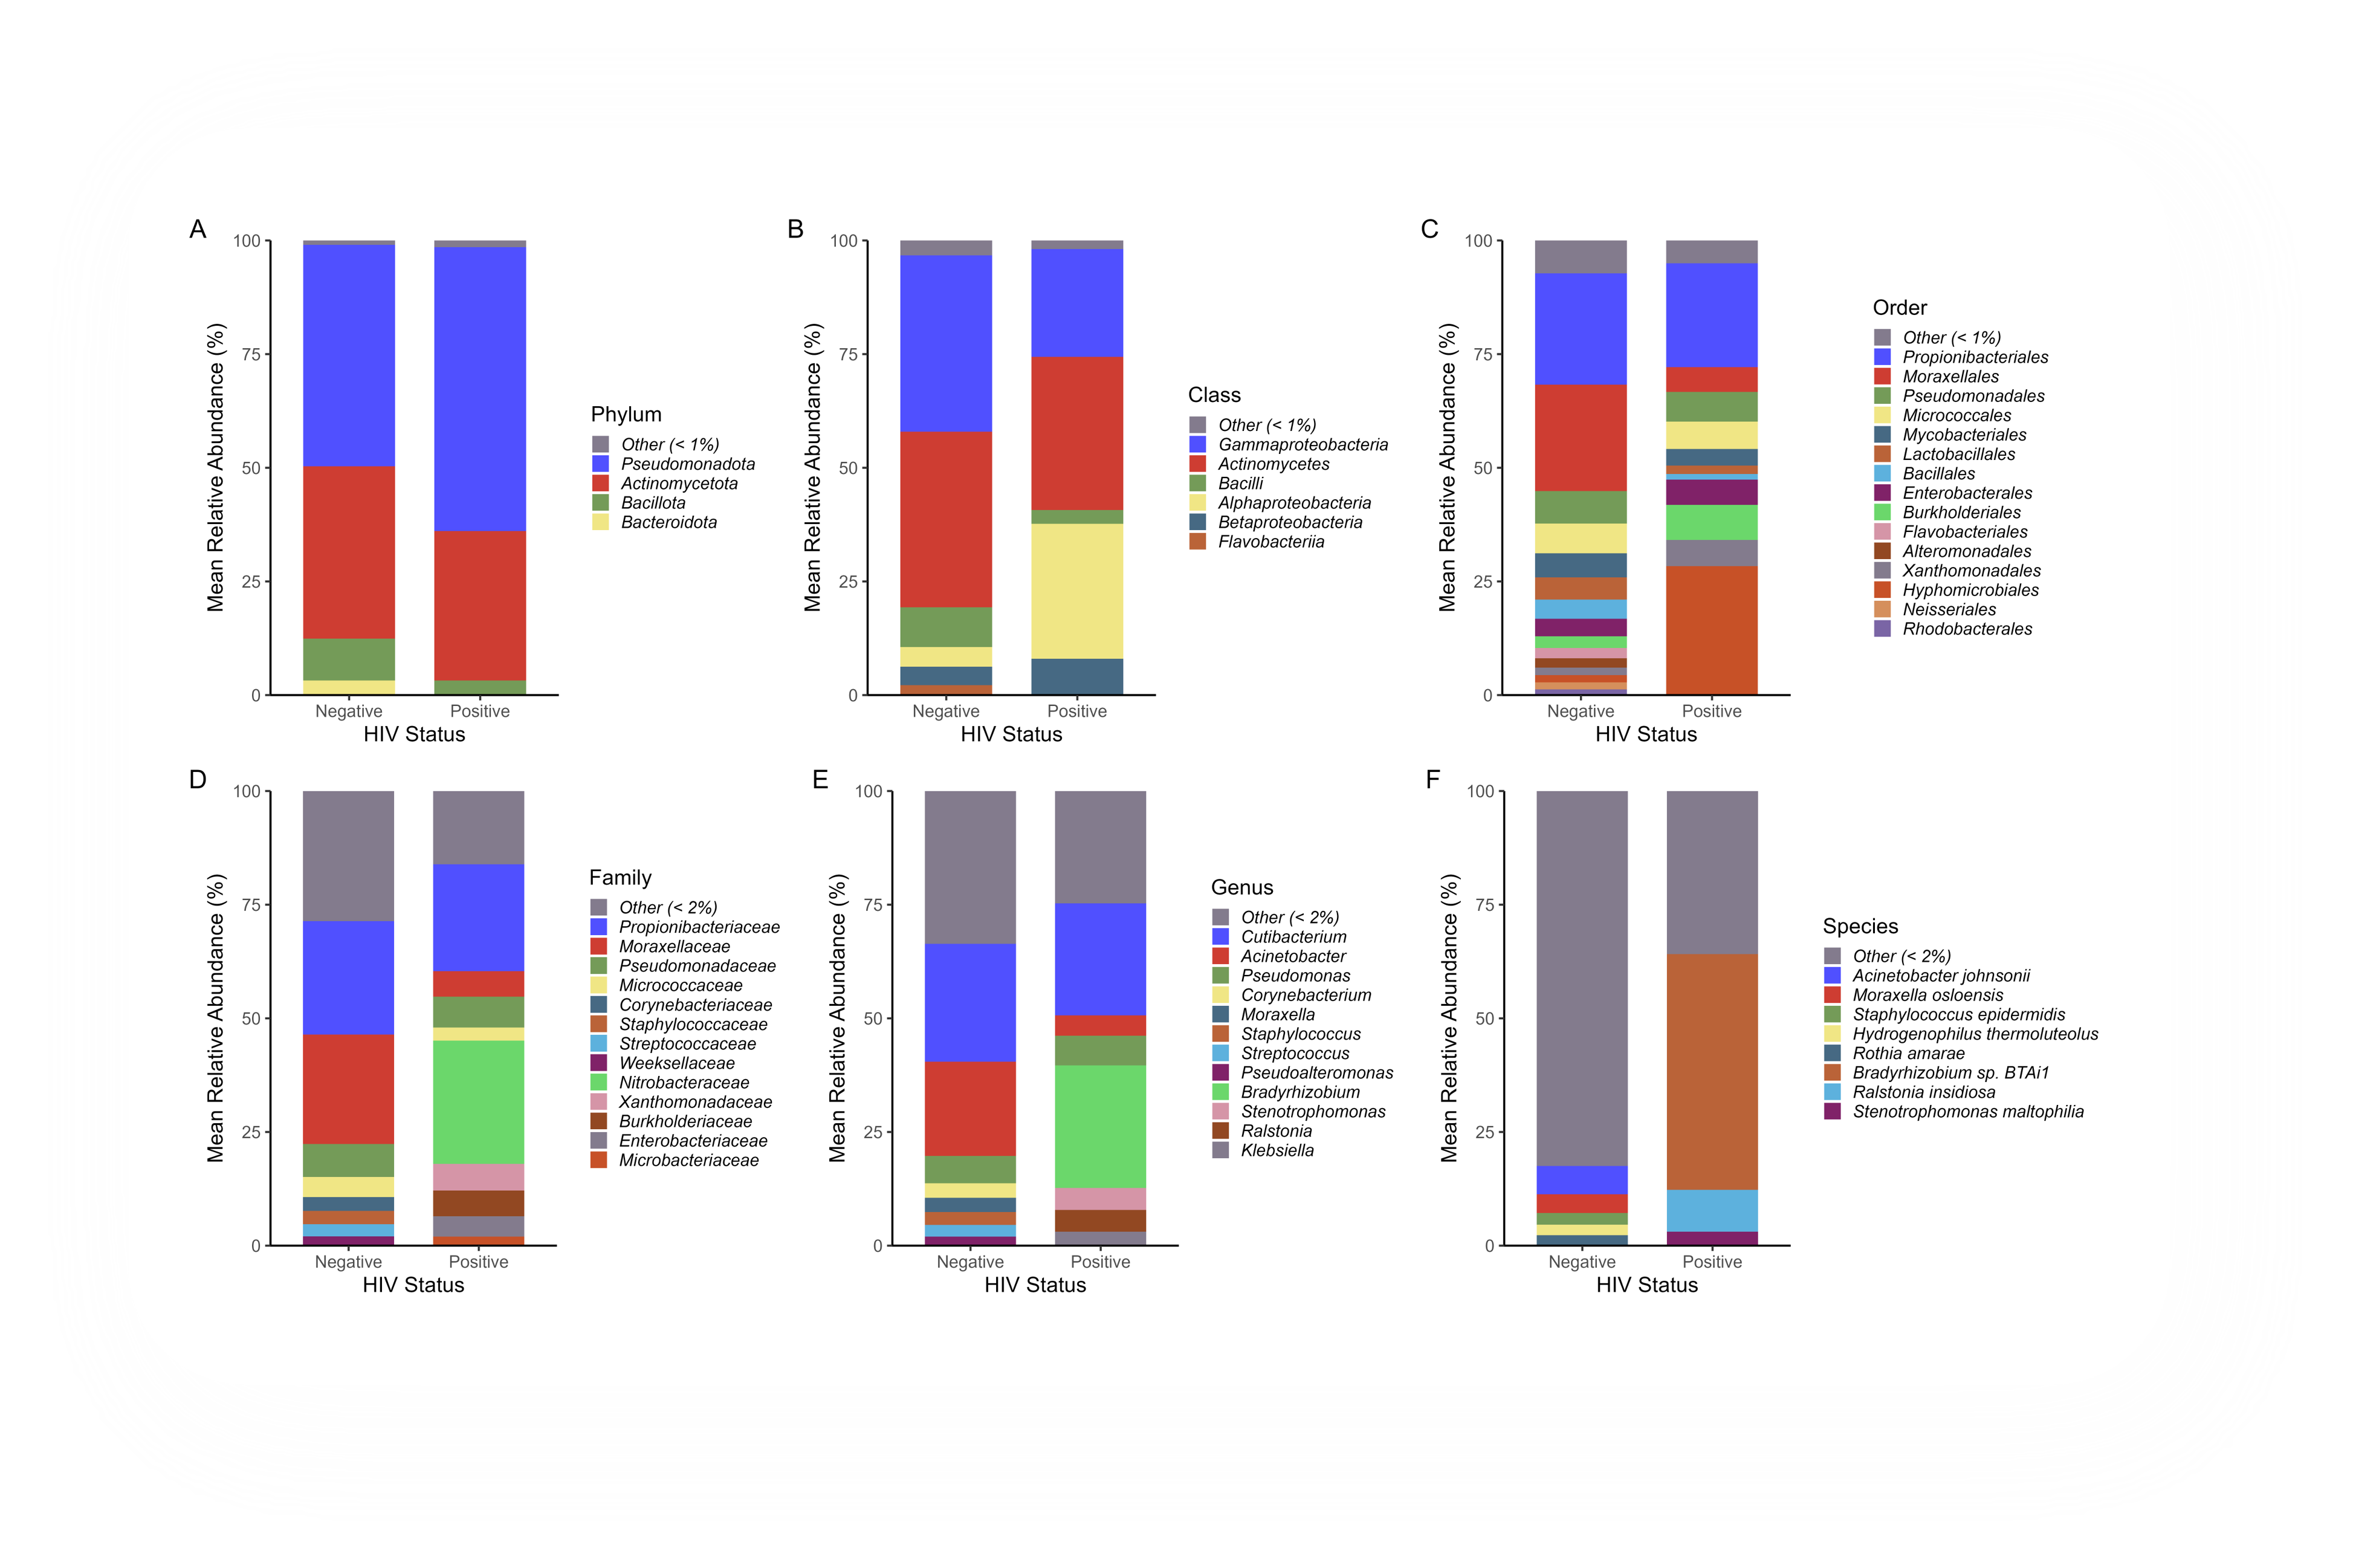 A
100
75
50
25
0
Mean Relative Abundance (%)
Negative
Positive
HIV Status
Phylum
Other (< 1%)
Pseudomonadota
Actinomycetota
Bacillota
Bacteroidota
B
100
75
50
25
0
Mean Relative Abundance (%)
Negative
Positive
HIV Status
Class
Other (< 1%)
Gammaproteobacteria
Actinomycetes
Bacilli
Alphaproteobacteria
Betaproteobacteria
Flavobacteriia
C
100
75
50
25
0
Mean Relative Abundance (%)
Negative
Positive
HIV Status
Order
Other (< 1%)
Propionibacteriales
Moraxellales
Pseudomonadales
Micrococcales
Mycobacteriales
Lactobacillales
Bacillales
Enterobacterales
Burkholderiales
Flavobacteriales
Alteromonadales
Xanthomonadales
Hyphomicrobiales
Neisseriales
Rhodobacterales
D
100
75
50
25
0
Mean Relative Abundance (%)
Negative
Positive
HIV Status
Family
Other (< 2%)
Propionibacteriaceae
Moraxellaceae
Pseudomonadaceae
Micrococcaceae
Corynebacteriaceae
Staphylococcaceae
Streptococcaceae
Weeksellaceae
Nitrobacteraceae
Xanthomonadaceae
Burkholderiaceae
Enterobacteriaceae
Microbacteriaceae
E
100
75
50
25
0
Mean Relative Abundance (%)
Negative
Positive
HIV Status
Genus
Other (< 2%)
Cutibacterium
Acinetobacter
Pseudomonas
Corynebacterium
Moraxella
Staphylococcus
Streptococcus
Pseudoalteromonas
Bradyrhizobium
Stenotrophomonas
Ralstonia
Klebsiella
F
100
75
50
25
0
Mean Relative Abundance (%)
Negative
Positive
HIV Status
Species
Other (< 2%)
Acinetobacter johnsonii
Moraxella osloensis
Staphylococcus epidermidis
Hydrogenophilus thermoluteolus
Rothia amarae
Bradyrhizobium sp. BTAi1
Ralstonia insidiosa
Stenotrophomonas maltophilia